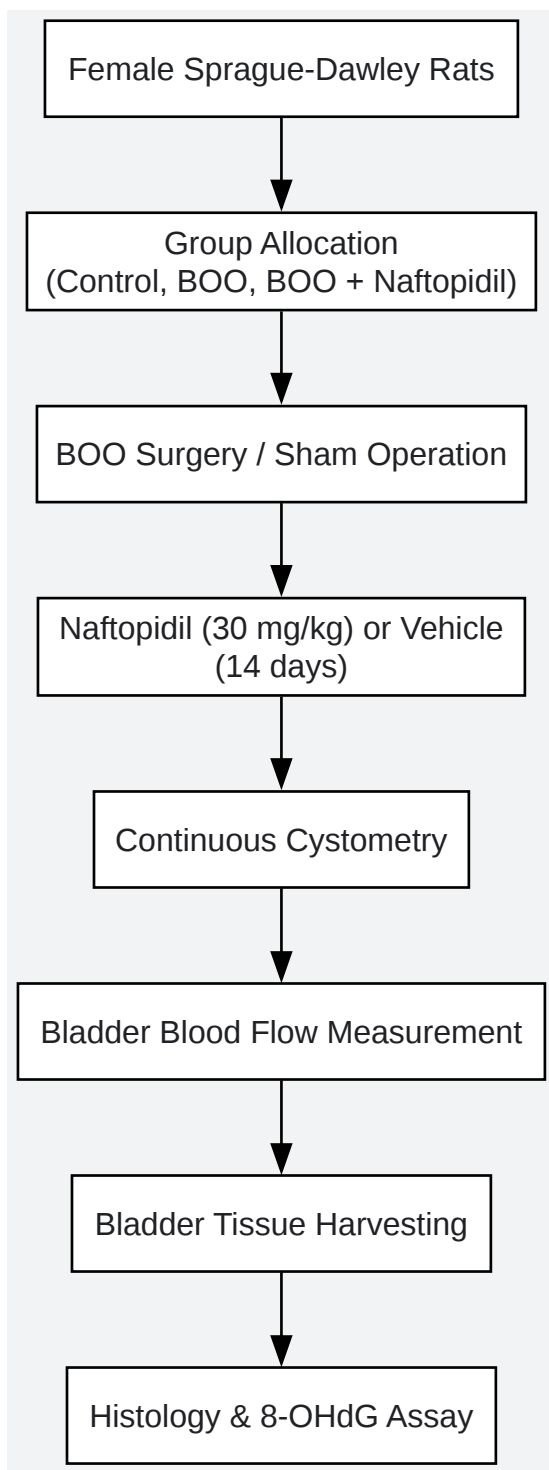 Female Sprague-Dawley Rats
Group Allocation
(Control, BOO, BOO + Naftopidil)
BOO Surgery / Sham Operation
Naftopidil (30 mg/kg) or Vehicle
(14 days)
Continuous Cystometry
Bladder Blood Flow Measurement
Bladder Tissue Harvesting
Histology & 8-OHdG Assay